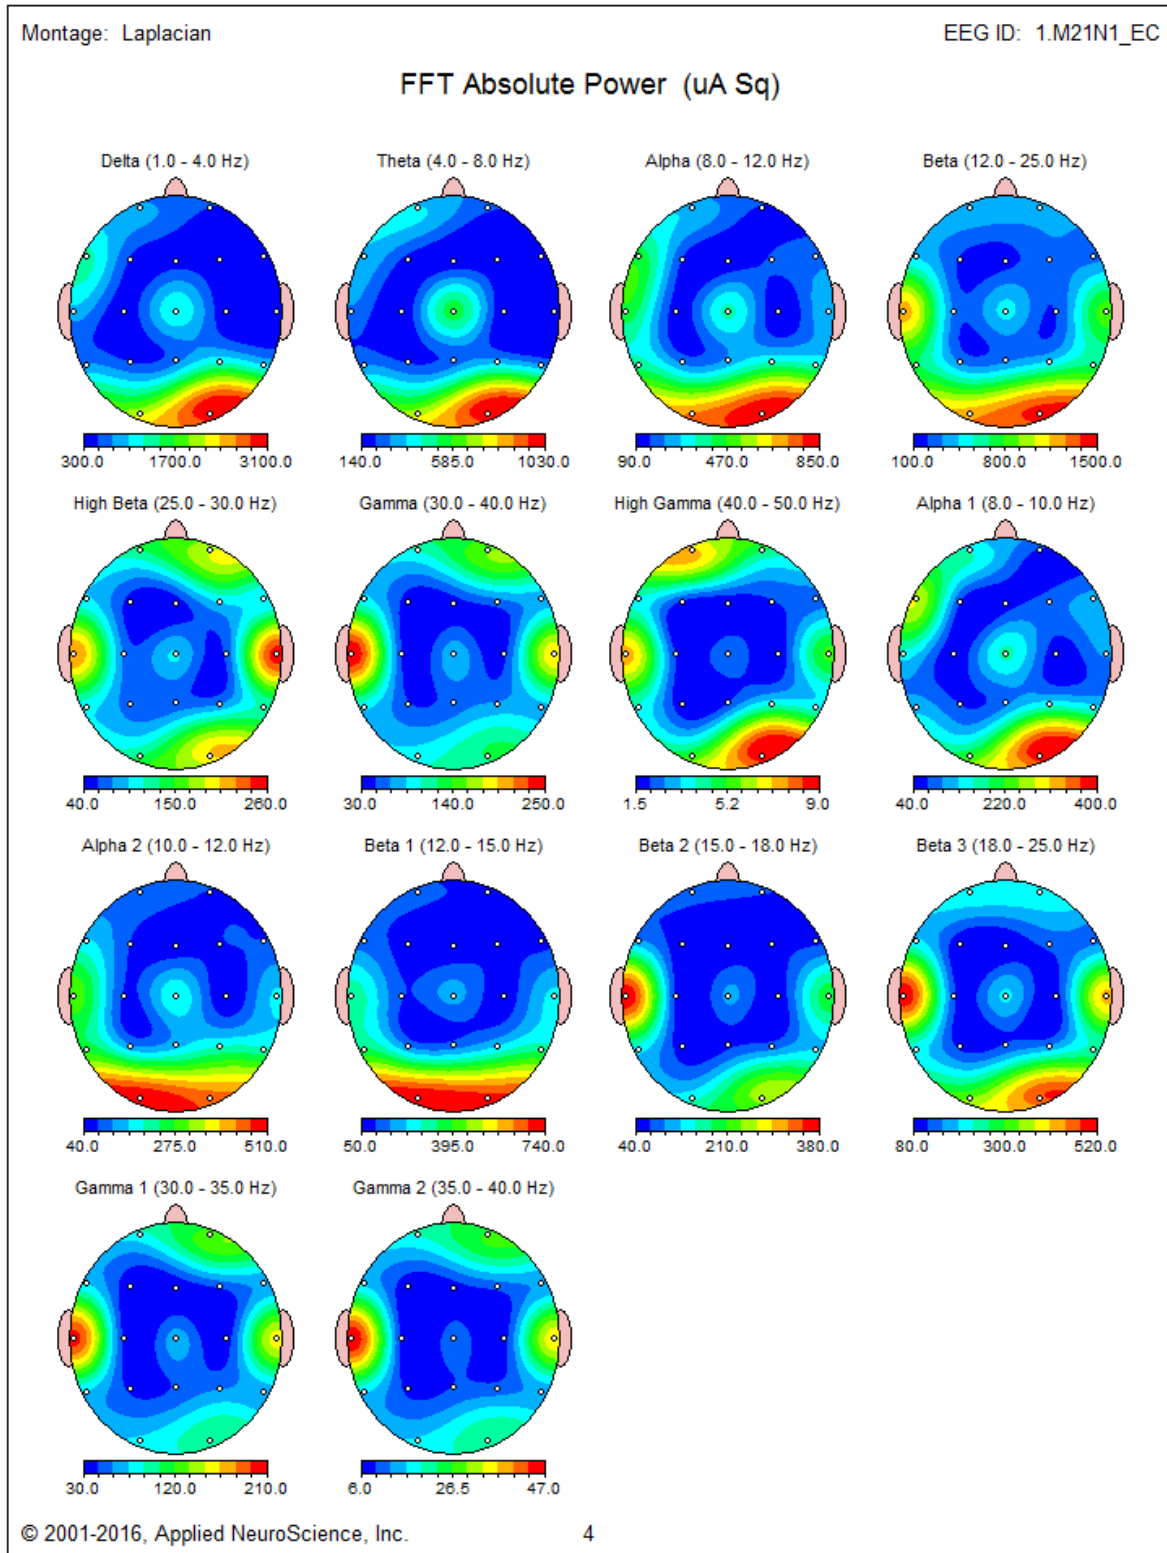 Montage: Laplacian EEG ID: 1.M21N1_EC
FFT Absolute Power (uA Sq)
Delta (1.0 - 4.0 Hz) Theta (4.0 - 8.0 Hz) Alpha (8.0 - 12.0 Hz) Beta (12.0 - 25.0 Hz)
300.0 1700.0 3100.0 140.0 585.0 1030.0 90.0 470.0 850.0 100.0 800.0 1500.0
High Beta (25.0 - 30.0 Hz) Gamma (30.0 - 40.0 Hz) High Gamma (40.0 - 50.0 Hz) Alpha 1 (8.0 - 10.0 Hz)
40.0 150.0 260.0 30.0 140.0 250.0 1.5 5.2 9.0 40.0 220.0 400.0
Alpha 2 (10.0 - 12.0 Hz) Beta 1 (12.0 - 15.0 Hz) Beta 2 (15.0 - 18.0 Hz) Beta 3 (18.0 - 25.0 Hz)
40.0 275.0 510.0 50.0 395.0 740.0 40.0 210.0 380.0 80.0 300.0 520.0
Gamma 1 (30.0 - 35.0 Hz) Gamma 2 (35.0 - 40.0 Hz)
30.0 120.0 210.0 6.0 26.5 47.0
© 2001-2016, Applied NeuroScience, Inc. 4